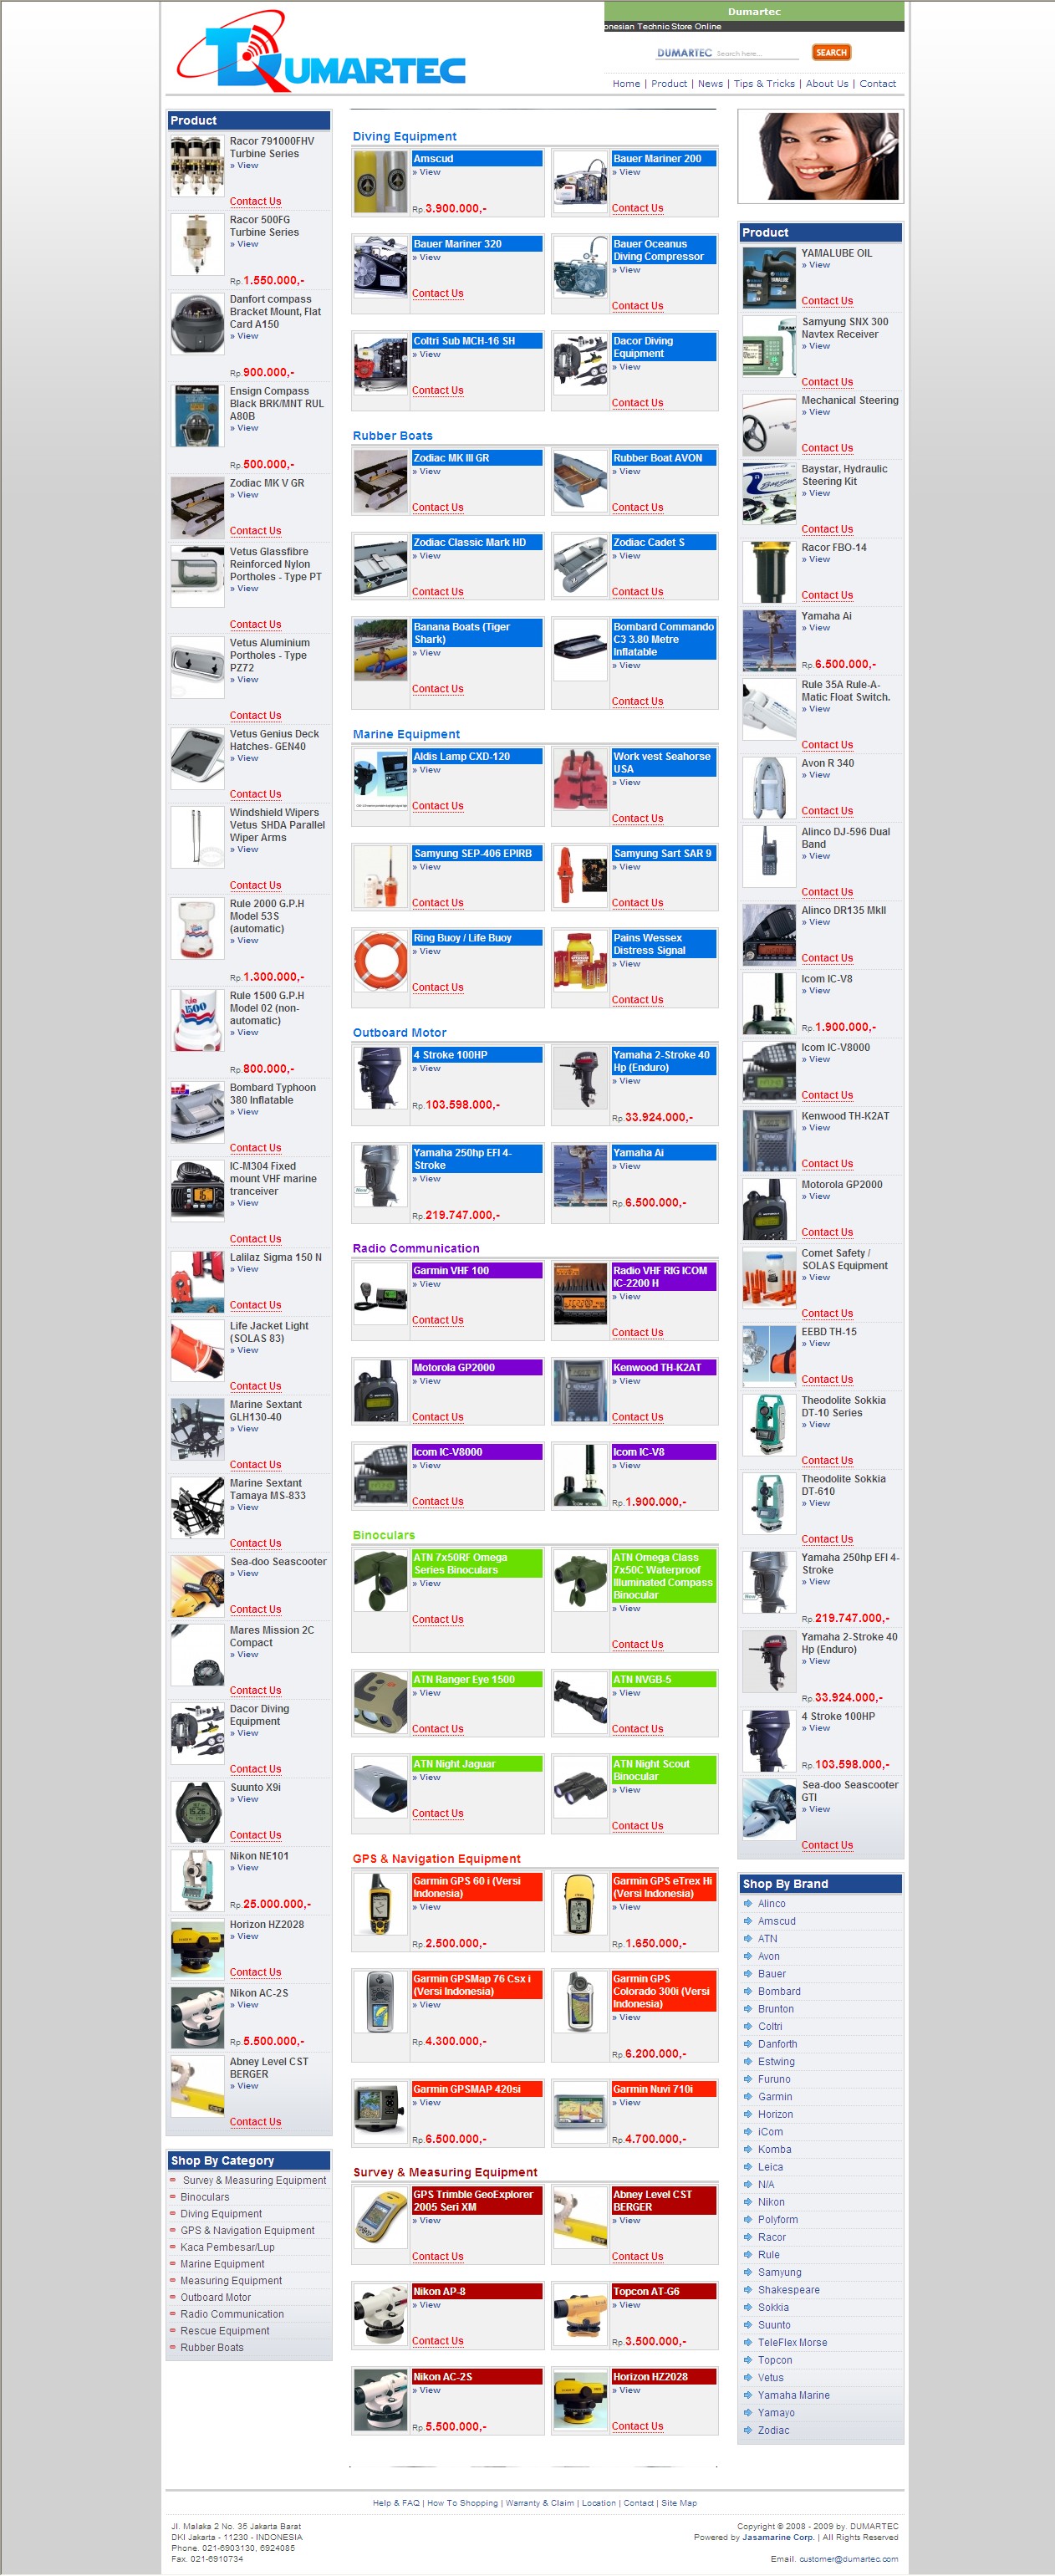 DUMARTEC
Dumartec
onesian Technic Store Online
DUMARTEC Search here... SEARCH
Home | Product | News | Tips & Tricks | About Us | Contact
Product
Racor 791000FHV
Turbine Series
» View
Contact Us
Racor 500FG
Turbine Series
» View
Rp.1.550.000,-
Danfort compass
Bracket Mount, Flat
Card A150
» View
Rp.900.000,-
Ensign Compass
Black BRK/MNT RUL
A80B
» View
Rp.500.000,-
Zodiac MK V GR
» View
Contact Us
Vetus Glassfibre
Reinforced Nylon
Portholes - Type PT
» View
Contact Us
Vetus Aluminium
Portholes - Type
PZ72
» View
Contact Us
Vetus Genius Deck
Hatches- GEN40
» View
Contact Us
Windshield Wipers
Vetus SHDA Parallel
Wiper Arms
» View
Contact Us
Rule 2000 G.P.H
Model 53S
(automatic)
» View
Rp.1.300.000,-
Rule 1500 G.P.H
Model 02 (non-
automatic)
» View
Rp.800.000,-
Bombard Typhoon
380 Inflatable
» View
Contact Us
IC-M304 Fixed
mount VHF marine
tranceiver
» View
Contact Us
Lalilaz Sigma 150 N
» View
Contact Us
Life Jacket Light
(SOLAS 83)
» View
Contact Us
Marine Sextant
GLH130-40
» View
Contact Us
Marine Sextant
Tamaya MS-833
» View
Contact Us
Sea-doo Seascooter
» View
Contact Us
Mares Mission 2C
Compact
» View
Contact Us
Dacor Diving
Equipment
» View
Contact Us
Suunto X9i
» View
Contact Us
Nikon NE101
» View
Rp.25.000.000,-
Horizon HZ2028
» View
Contact Us
Nikon AC-2S
» View
Rp.5.500.000,-
Abney Level CST
BERGER
» View
Contact Us
Shop By Category
Survey & Measuring Equipment
Binoculars
Diving Equipment
GPS & Navigation Equipment
Kaca Pembesar/Lup
Marine Equipment
Measuring Equipment
Outboard Motor
Radio Communication
Rescue Equipment
Rubber Boats
Diving Equipment
Amscud
» View
Rp.3.900.000,-
Bauer Mariner 200
» View
Contact Us
Bauer Mariner 320
» View
Contact Us
Bauer Oceanus
Diving Compressor
» View
Contact Us
Coltri Sub MCH-16 SH
» View
Contact Us
Dacor Diving
Equipment
» View
Contact Us
Rubber Boats
Zodiac MK III GR
» View
Contact Us
Rubber Boat AVON
» View
Contact Us
Zodiac Classic Mark HD
» View
Contact Us
Zodiac Cadet S
» View
Contact Us
Banana Boats (Tiger
Shark)
» View
Contact Us
Bombard Commando
C3 3.80 Metre
Inflatable
» View
Contact Us
Marine Equipment
Aldis Lamp CXD-120
» View
Contact Us
Work vest Seahorse
USA
» View
Contact Us
Samyung SEP-406 EPIRB
» View
Contact Us
Samyung Sart SAR 9
» View
Contact Us
Ring Buoy / Life Buoy
» View
Contact Us
Pains Wessex
Distress Signal
» View
Contact Us
Outboard Motor
4 Stroke 100HP
» View
Rp.103.598.000,-
Yamaha 2-Stroke 40
Hp (Enduro)
» View
Rp.33.924.000,-
Yamaha 250hp EFI 4-
Stroke
» View
Rp.219.747.000,-
Yamaha Ai
» View
Rp.6.500.000,-
Radio Communication
Garmin VHF 100
» View
Contact Us
Radio VHF RIG ICOM
IC-2200 H
» View
Contact Us
Motorola GP2000
» View
Contact Us
Kenwood TH-K2AT
» View
Contact Us
Icom IC-V8000
» View
Contact Us
Icom IC-V8
» View
Rp.1.900.000,-
Binoculars
ATN 7x50RF Omega
Series Binoculars
» View
Contact Us
ATN Omega Class
7x50C Waterproof
Illuminated Compass
Binocular
» View
Contact Us
ATN Ranger Eye 1500
» View
Contact Us
ATN NVGB-5
» View
Contact Us
ATN Night Jaguar
» View
Contact Us
ATN Night Scout
Binocular
» View
Contact Us
GPS & Navigation Equipment
Garmin GPS 60 i (Versi
Indonesia)
» View
Rp.2.500.000,-
Garmin GPS eTrex Hi
(Versi Indonesia)
» View
Rp.1.650.000,-
Garmin GPSMap 76 Csx i
(Versi Indonesia)
» View
Rp.4.300.000,-
Garmin GPS
Colorado 300i (Versi
Indonesia)
» View
Rp.6.200.000,-
Garmin GPSMAP 420si
» View
Rp.6.500.000,-
Garmin Nuvi 710i
» View
Rp.4.700.000,-
Survey & Measuring Equipment
GPS Trimble GeoExplorer
2005 Seri XM
» View
Contact Us
Abney Level CST
BERGER
» View
Contact Us
Nikon AP-8
» View
Contact Us
Topcon AT-G6
» View
Rp.3.500.000,-
Nikon AC-2S
» View
Rp.5.500.000,-
Horizon HZ2028
» View
Contact Us
Product
YAMALUBE OIL
» View
Contact Us
Samyung SNX 300
Navtex Receiver
» View
Contact Us
Mechanical Steering
» View
Contact Us
Baystar, Hydraulic
Steering Kit
» View
Contact Us
Racor FBO-14
» View
Contact Us
Yamaha Ai
» View
Rp.6.500.000,-
Rule 35A Rule-A-
Matic Float Switch.
» View
Contact Us
Avon R 340
» View
Contact Us
Alinco DJ-596 Dual
Band
» View
Contact Us
Alinco DR135 MkII
» View
Contact Us
Icom IC-V8
» View
Rp.1.900.000,-
Icom IC-V8000
» View
Contact Us
Kenwood TH-K2AT
» View
Contact Us
Motorola GP2000
» View
Contact Us
Comet Safety /
SOLAS Equipment
» View
Contact Us
EEBD TH-15
» View
Contact Us
Theodolite Sokkia
DT-10 Series
» View
Contact Us
Theodolite Sokkia
DT-610
» View
Contact Us
Yamaha 250hp EFI 4-
Stroke
» View
Rp.219.747.000,-
Yamaha 2-Stroke 40
Hp (Enduro)
» View
Rp.33.924.000,-
4 Stroke 100HP
» View
Rp.103.598.000,-
Sea-doo Seascooter
GTI
» View
Contact Us
Shop By Brand
Alinco
Amscud
ATN
Avon
Bauer
Bombard
Brunton
Coltri
Danforth
Estwing
Furuno
Garmin
Horizon
iCom
Komba
Leica
N/A
Nikon
Polyform
Racor
Rule
Samyung
Shakespeare
Sokkia
Suunto
TeleFlex Morse
Topcon
Vetus
Yamaha Marine
Yamayo
Zodiac
Help & FAQ | How To Shopping | Warranty & Claim | Location | Contact | Site Map
Jl. Malaka 2 No. 35 Jakarta Barat
DKI Jakarta - 11230 - INDONESIA
Phone. 021-6903130, 6924085
Fax. 021-6910734
Copyright © 2008 - 2009 by. DUMARTEC
Powered by Jasamarine Corp. | All Rights Reserved
Email. customer@dumartec.com